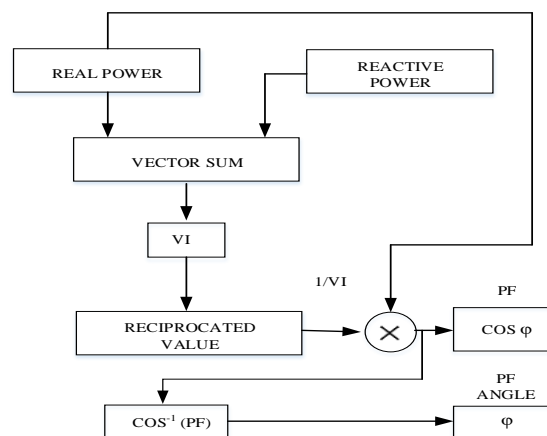 REAL POWER
REACTIVE
POWER
VECTOR SUM
VI
1/VI
PF
RECIPROCATED
VALUE
COS φ
PF
ANGLE
COS⁻¹ (PF)
φ